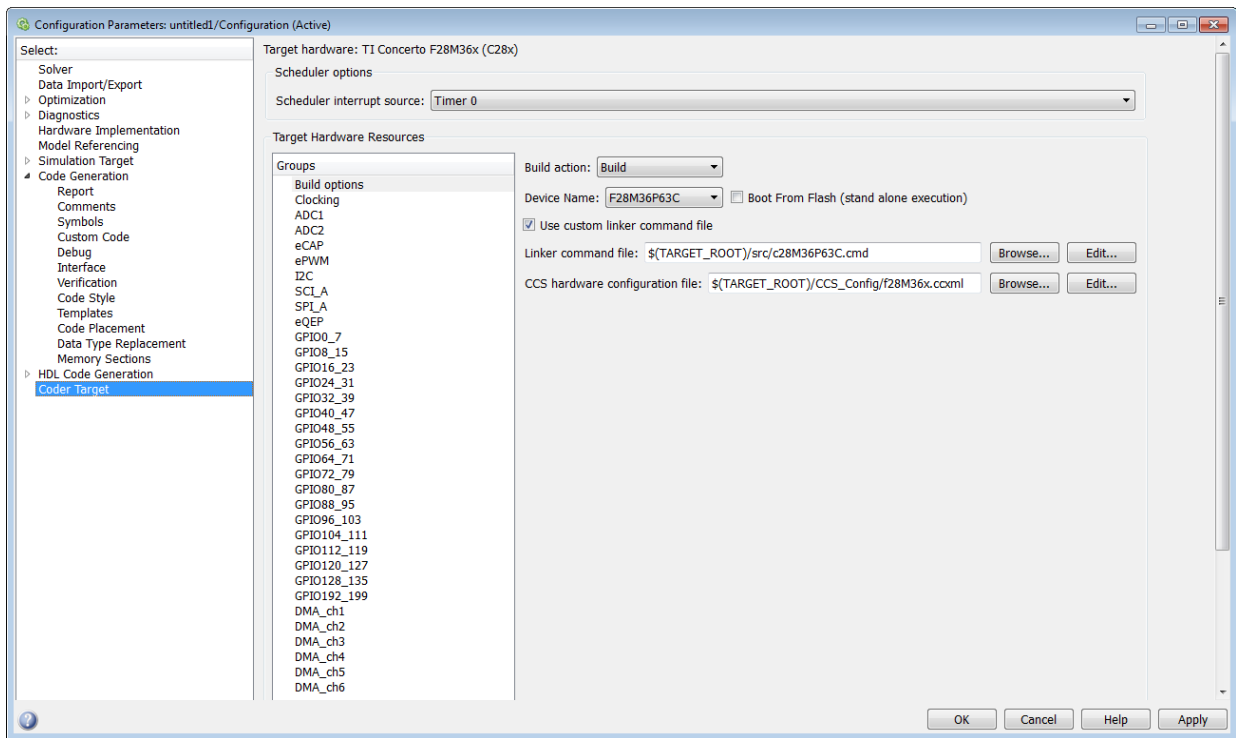 Configuration Parameters: untitled1/Configuration (Active)
Select:
Solver
Data Import/Export
Optimization
Diagnostics
Hardware Implementation
Model Referencing
Simulation Target
Code Generation
Report
Comments
Symbols
Custom Code
Debug
Interface
Verification
Code Style
Templates
Code Placement
Data Type Replacement
Memory Sections
HDL Code Generation
Coder Target
Target hardware: TI Concerto F28M36x (C28x)
Scheduler options
Scheduler interrupt source: Timer 0
Target Hardware Resources
Groups
Build options
Clocking
ADC1
ADC2
eCAP
ePWM
I2C
SCI_A
SPI_A
eQEP
GPIO0_7
GPIO8_15
GPIO16_23
GPIO24_31
GPIO32_39
GPIO40_47
GPIO48_55
GPIO56_63
GPIO64_71
GPIO72_79
GPIO80_87
GPIO88_95
GPIO96_103
GPIO104_111
GPIO112_119
GPIO120_127
GPIO128_135
GPIO192_199
DMA_ch1
DMA_ch2
DMA_ch3
DMA_ch4
DMA_ch5
DMA_ch6
Build action: Build
Device Name: F28M36P63C Boot From Flash (stand alone execution)
Use custom linker command file
Linker command file: $(TARGET_ROOT)/src/c28M36P63C.cmd Browse... Edit...
CCS hardware configuration file: $(TARGET_ROOT)/CCS_Config/f28M36x.ccxml Browse... Edit...
OK Cancel Help Apply